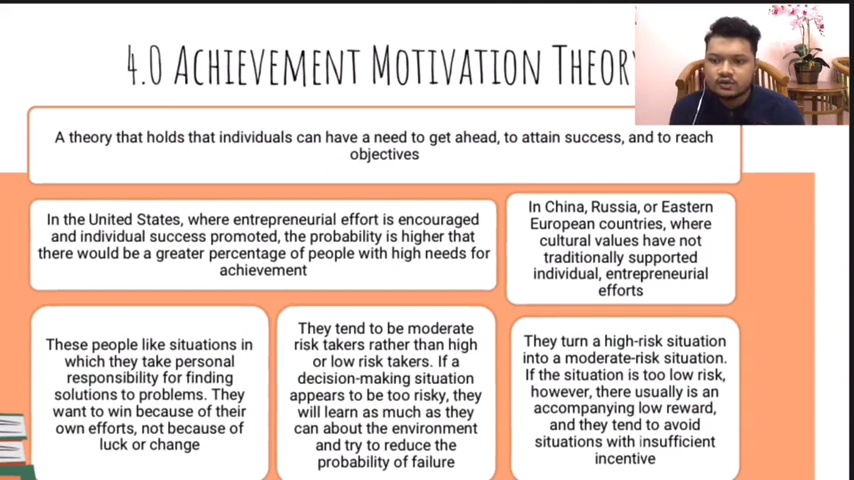 4.0 ACHIEVEMENT MOTIVATION THEORY
A theory that holds that individuals can have a need to get ahead, to attain success, and to reach
objectives
In the United States, where entrepreneurial effort is encouraged
and individual success promoted, the probability is higher that
there would be a greater percentage of people with high needs for
achievement
In China, Russia, or Eastern
European countries, where
cultural values have not
traditionally supported
individual, entrepreneurial
efforts
These people like situations in
which they take personal
responsibility for finding
solutions to problems. They
want to win because of their
own efforts, not because of
luck or change
They tend to be moderate
risk takers rather than high
or low risk takers. If a
decision-making situation
appears to be too risky, they
will learn as much as they
can about the environment
and try to reduce the
probability of failure
They turn a high-risk situation
into a moderate-risk situation.
If the situation is too low risk,
however, there usually is an
accompanying low reward,
and they tend to avoid
situations with insufficient
incentive